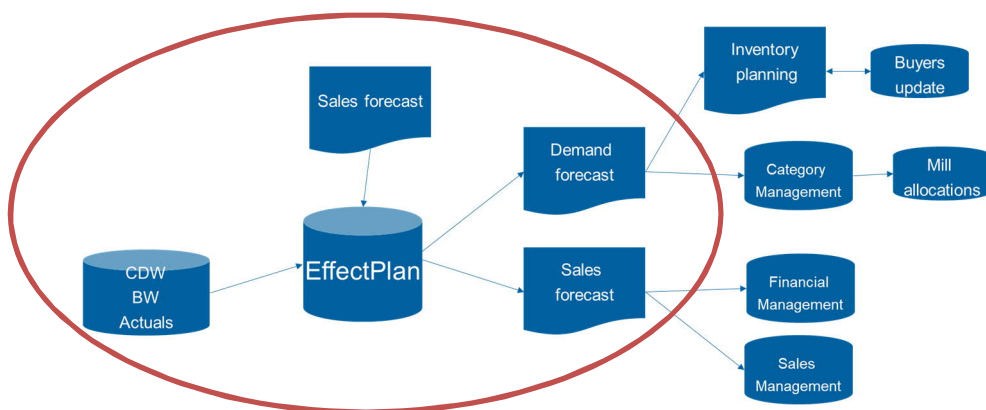 Sales forecast
CDW
BW
Actuals
EffectPlan
Demand
forecast
Sales
forecast
Inventory
planning
Buyers
update
Category
Management
Mill
allocations
Financial
Management
Sales
Management